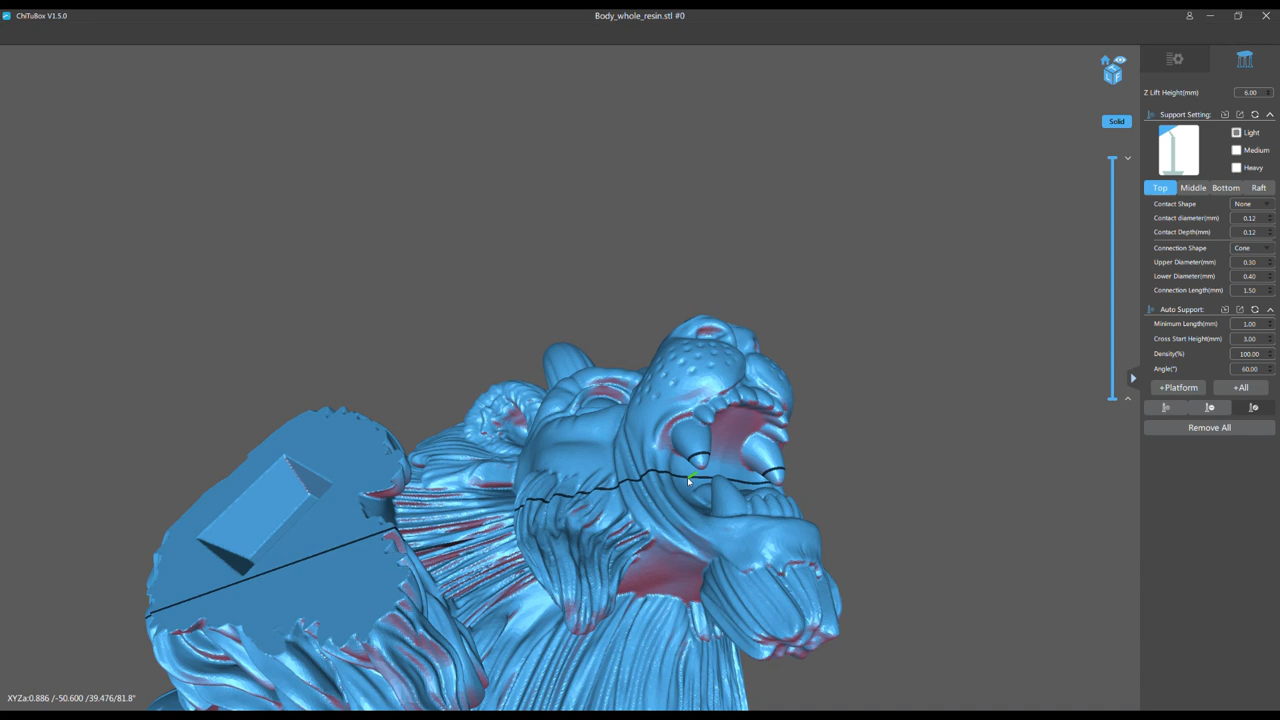 ChiTuBox V1.5.0
Body_whole_resin.stl #0
Z Lift Height(mm) 6.00
Solid
Support Setting:
Light
Medium
Heavy
Top Middle Bottom Raft
Contact Shape None
Contact diameter(mm) 0.12
Contact Depth(mm) 0.12
Connection Shape Cone
Upper Diameter(mm) 0.30
Lower Diameter(mm) 0.40
Connection Length(mm) 1.50
Auto Support:
Minimum Length(mm) 1.00
Cross Start Height(mm) 3.00
Density(%) 100.00
Angle(°) 60.00
+Platform +All
Remove All
XYZa:0.886 /-50.600 /39.476/81.8°